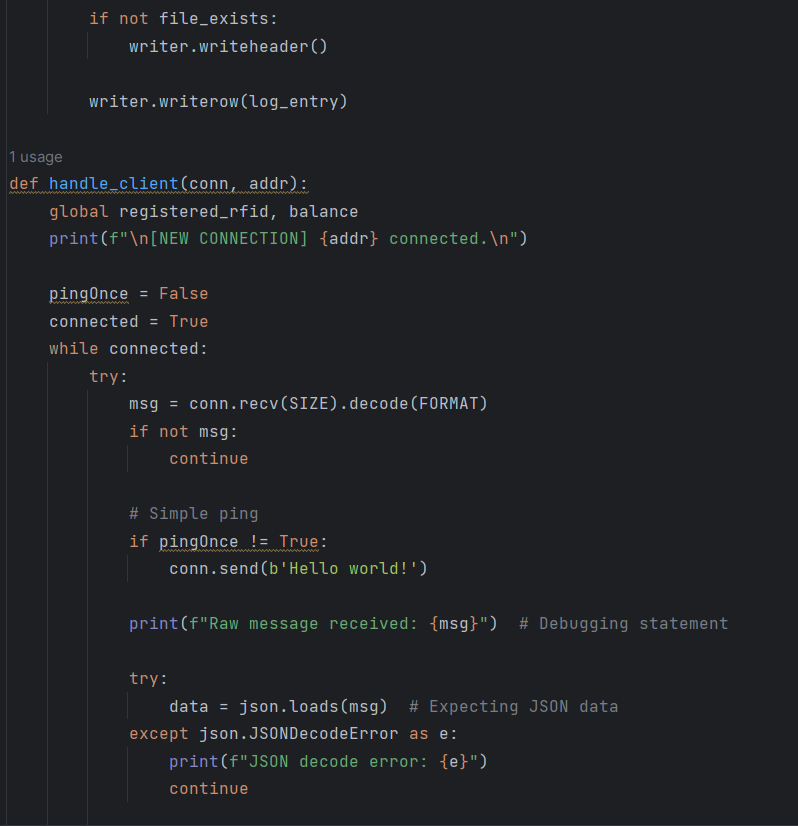 if not file_exists:
writer.writeheader()
writer.writerow(log_entry)
1 usage
def handle_client(conn, addr):
global registered_rfid, balance
print(f"\n[NEW CONNECTION] {addr} connected.\n")
pingOnce = False
connected = True
while connected:
try:
msg = conn.recv(SIZE).decode(FORMAT)
if not msg:
continue
# Simple ping
if pingOnce != True:
conn.send(b'Hello world!')
print(f"Raw message received: {msg}")  # Debugging statement
try:
data = json.loads(msg)  # Expecting JSON data
except json.JSONDecodeError as e:
print(f"JSON decode error: {e}")
continue